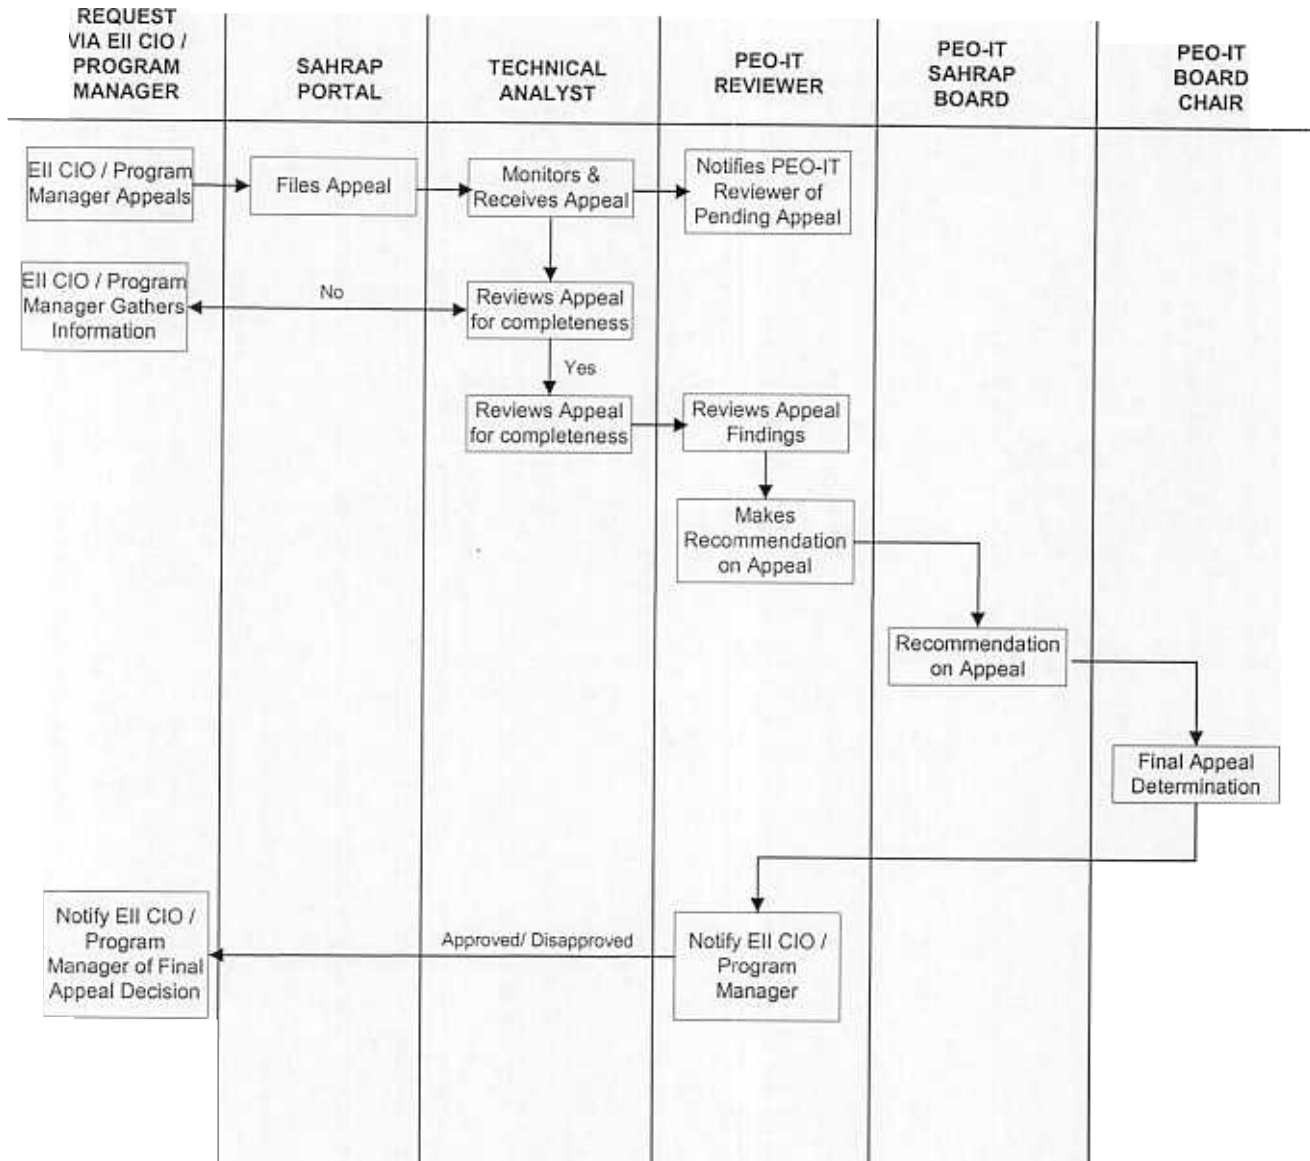 REQUEST
VIA EII CIO /
PROGRAM
MANAGER
SAHRAP
PORTAL
TECHNICAL
ANALYST
PEO-IT
REVIEWER
PEO-IT
SAHRAP
BOARD
PEO-IT
BOARD
CHAIR
EII CIO / Program
Manager Appeals
Files Appeal
Monitors &
Receives Appeal
Notifies PEO-IT
Reviewer of
Pending Appeal
EII CIO / Program
Manager Gathers
Information
No
Reviews Appeal
for completeness
Yes
Reviews Appeal
for completeness
Reviews Appeal
Findings
Makes
Recommendation
on Appeal
Recommendation
on Appeal
Final Appeal
Determination
Notify EII CIO /
Program
Manager of Final
Appeal Decision
Approved/ Disapproved
Notify EII CIO /
Program
Manager